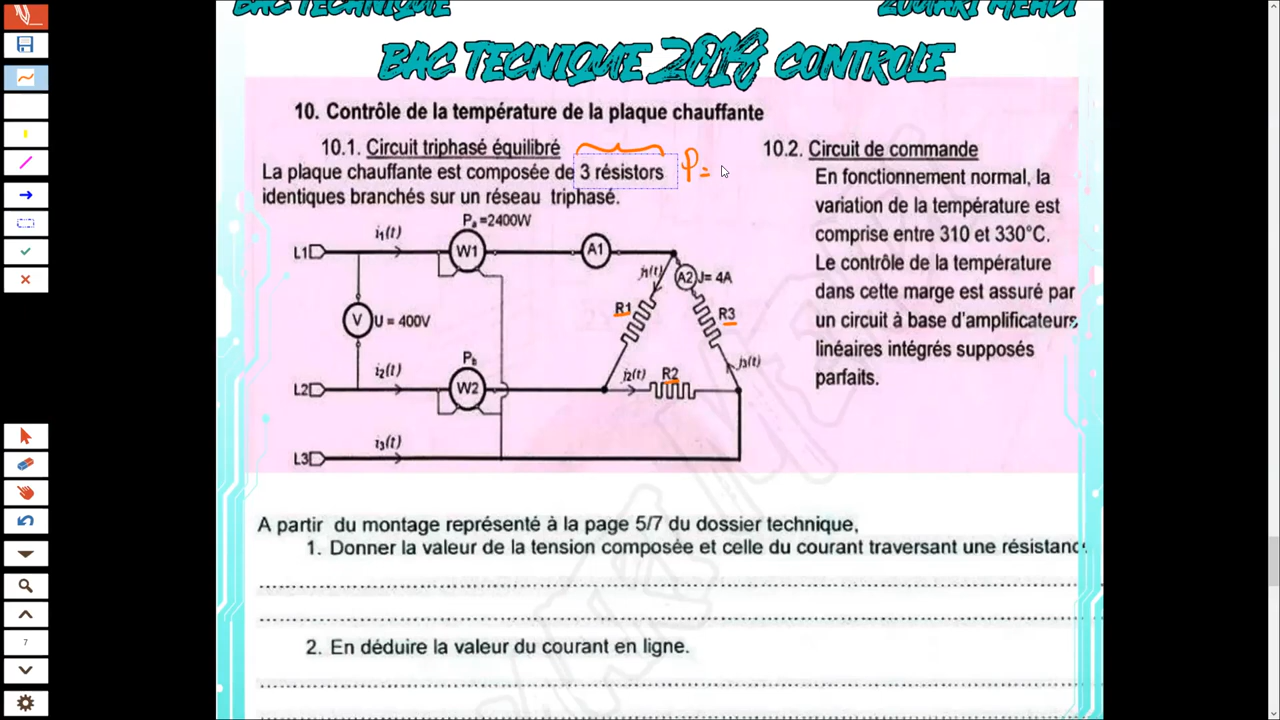 BAC TECHNIQUE
ZOUIARI MEHDI
BAC TECNIQUE 2018 CONTROLE
10. Contrôle de la température de la plaque chauffante
10.1. Circuit triphasé équilibré
La plaque chauffante est composée de 3 résistors
identiques branchés sur un réseau triphasé.
φ=
Pa =2400W
L1
i1(t)
W1
A1
j1(t)
A2
J= 4A
R1
R3
V
U = 400V
L2
i2(t)
Pb
W2
j2(t)
R2
j3(t)
L3
i3(t)
10.2. Circuit de commande
En fonctionnement normal, la
variation de la température est
comprise entre 310 et 330°C.
Le contrôle de la température
dans cette marge est assuré par
un circuit à base d'amplificateurs
linéaires intégrés supposés
parfaits.
A partir du montage représenté à la page 5/7 du dossier technique,
1. Donner la valeur de la tension composée et celle du courant traversant une résistanc
2. En déduire la valeur du courant en ligne.
7